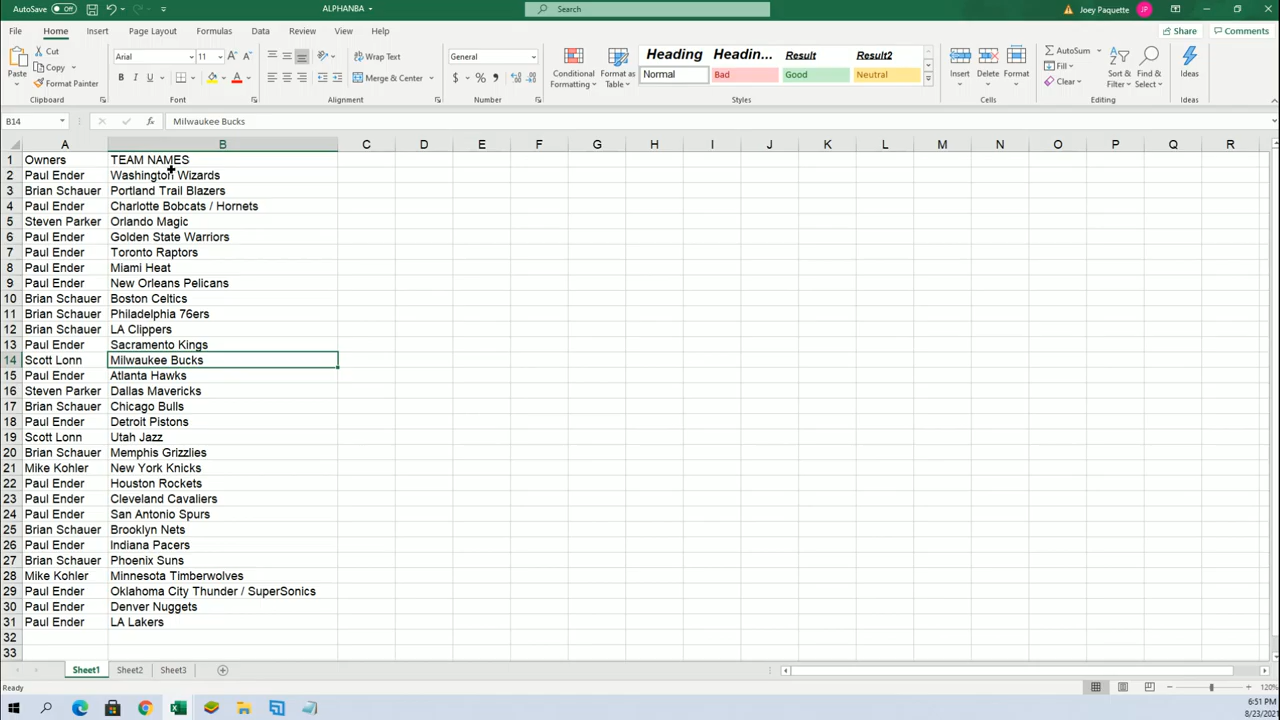 AutoSave Off ALPHANBA Search Joey Paquette JP
File Home Insert Page Layout Formulas Data Review View Help Share Comments
Paste Cut Copy Format Painter Clipboard
Arial 11 A A B I U A Font
Wrap Text Merge & Center Alignment
General $ % Number
Conditional Formatting Format as Table
Heading Headin... Result Result2
Normal Bad Good Neutral
Styles
Insert Delete Format Cells
AutoSum Fill Clear Sort & Filter Find & Select Editing
Ideas Ideas
B14 fx Milwaukee Bucks
A B C D E F G H I J K L M N O P Q R
1 Owners TEAM NAMES
2 Paul Ender Washington Wizards
3 Brian Schauer Portland Trail Blazers
4 Paul Ender Charlotte Bobcats / Hornets
5 Steven Parker Orlando Magic
6 Paul Ender Golden State Warriors
7 Paul Ender Toronto Raptors
8 Paul Ender Miami Heat
9 Paul Ender New Orleans Pelicans
10 Brian Schauer Boston Celtics
11 Brian Schauer Philadelphia 76ers
12 Brian Schauer LA Clippers
13 Paul Ender Sacramento Kings
14 Scott Lonn Milwaukee Bucks
15 Paul Ender Atlanta Hawks
16 Steven Parker Dallas Mavericks
17 Brian Schauer Chicago Bulls
18 Paul Ender Detroit Pistons
19 Scott Lonn Utah Jazz
20 Brian Schauer Memphis Grizzlies
21 Mike Kohler New York Knicks
22 Paul Ender Houston Rockets
23 Paul Ender Cleveland Cavaliers
24 Paul Ender San Antonio Spurs
25 Brian Schauer Brooklyn Nets
26 Paul Ender Indiana Pacers
27 Brian Schauer Phoenix Suns
28 Mike Kohler Minnesota Timberwolves
29 Paul Ender Oklahoma City Thunder / SuperSonics
30 Paul Ender Denver Nuggets
31 Paul Ender LA Lakers
32
33
Sheet1 Sheet2 Sheet3
Ready 120%
6:51 PM
8/23/2021